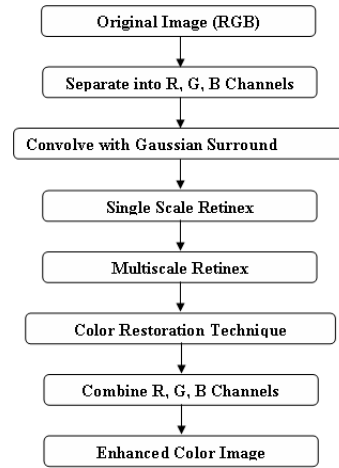 Original Image (RGB)
Separate into R, G, B Channels
Convolve with Gaussian Surround
Single Scale Retinex
Multiscale Retinex
Color Restoration Technique
Combine R, G, B Channels
Enhanced Color Image